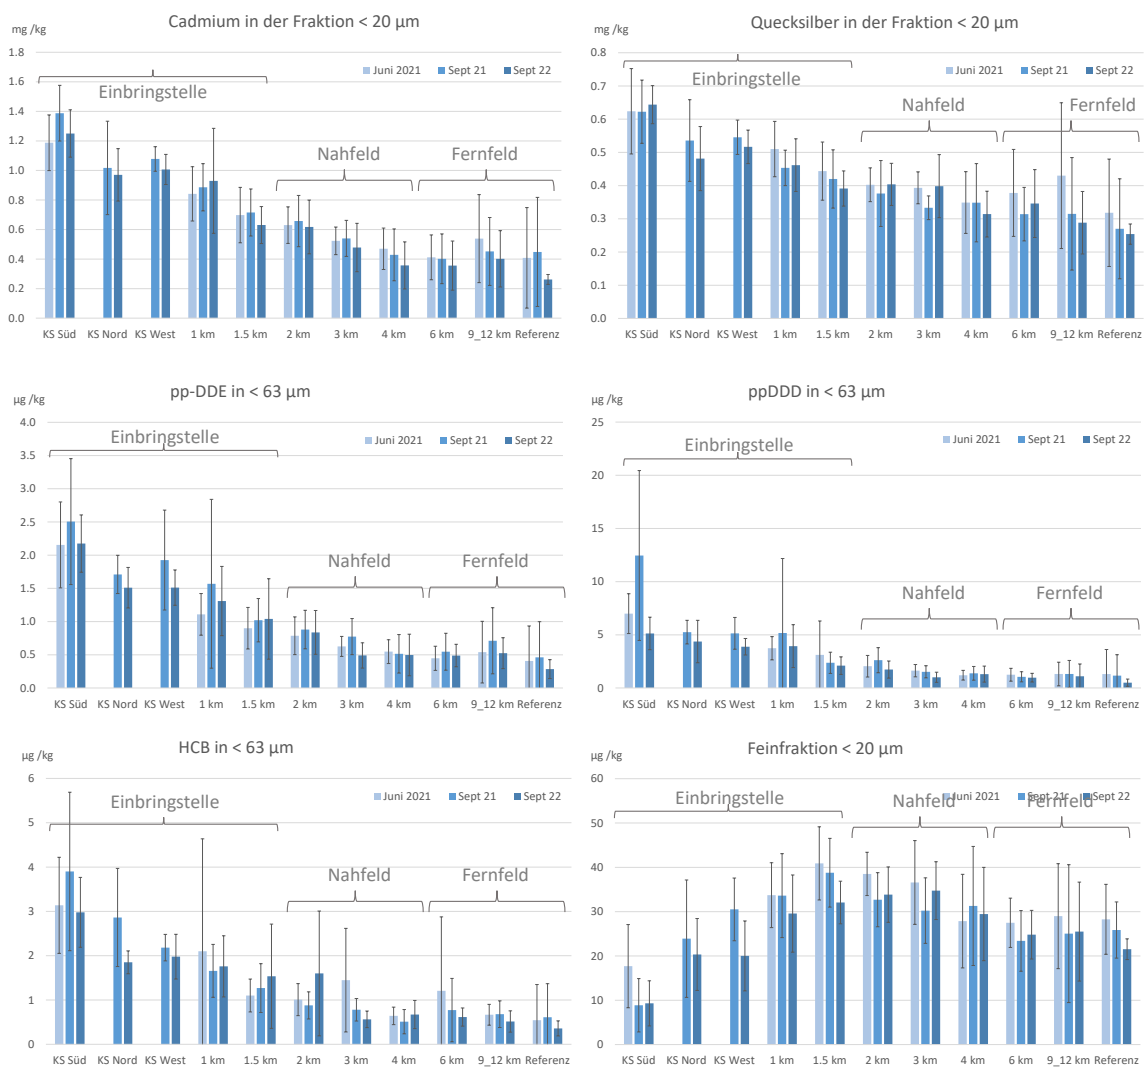 Cadmium in der Fraktion < 20 µm
mg /kg
1.8
1.6
1.4
1.2
1.0
0.8
0.6
0.4
0.2
0.0
Juni 2021 Sept 21 Sept 22
Einbringstelle
Nahfeld
Fernfeld
KS Süd KS Nord KS West 1 km 1.5 km 2 km 3 km 4 km 6 km 9_12 km Referenz
Quecksilber in der Fraktion < 20 µm
mg /kg
0.8
0.7
0.6
0.5
0.4
0.3
0.2
0.1
0.0
Juni 2021 Sept 21 Sept 22
Einbringstelle
Nahfeld
Fernfeld
KS Süd KS Nord KS West 1 km 1.5 km 2 km 3 km 4 km 6 km 9_12 km Referenz
pp-DDE in < 63 µm
µg /kg
4.0
3.5
3.0
2.5
2.0
1.5
1.0
0.5
0.0
Einbringstelle
Juni 2021 Sept 21 Sept 22
Nahfeld
Fernfeld
KS Süd KS Nord KS West 1 km 1.5 km 2 km 3 km 4 km 6 km 9_12 km Referenz
ppDDD in < 63 µm
µg /kg
25
20
15
10
5
0
Juni 2021 Sept 21 Sept 22
Einbringstelle
Nahfeld
Fernfeld
KS Süd KS Nord KS West 1 km 1.5 km 2 km 3 km 4 km 6 km 9_12 km Referenz
HCB in < 63 µm
µg /kg
6
5
4
3
2
1
0
Einbringstelle
Juni 2021 Sept 21 Sept 22
Nahfeld
Fernfeld
KS Süd KS Nord KS West 1 km 1.5 km 2 km 3 km 4 km 6 km 9_12 km Referenz
Feinfraktion < 20 µm
µg /kg
60
50
40
30
20
10
0
Einbringstelle
Juni 2021 Sept 21 Sept 22
Nahfeld
Fernfeld
KS Süd KS Nord KS West 1 km 1.5 km 2 km 3 km 4 km 6 km 9_12 km Referenz